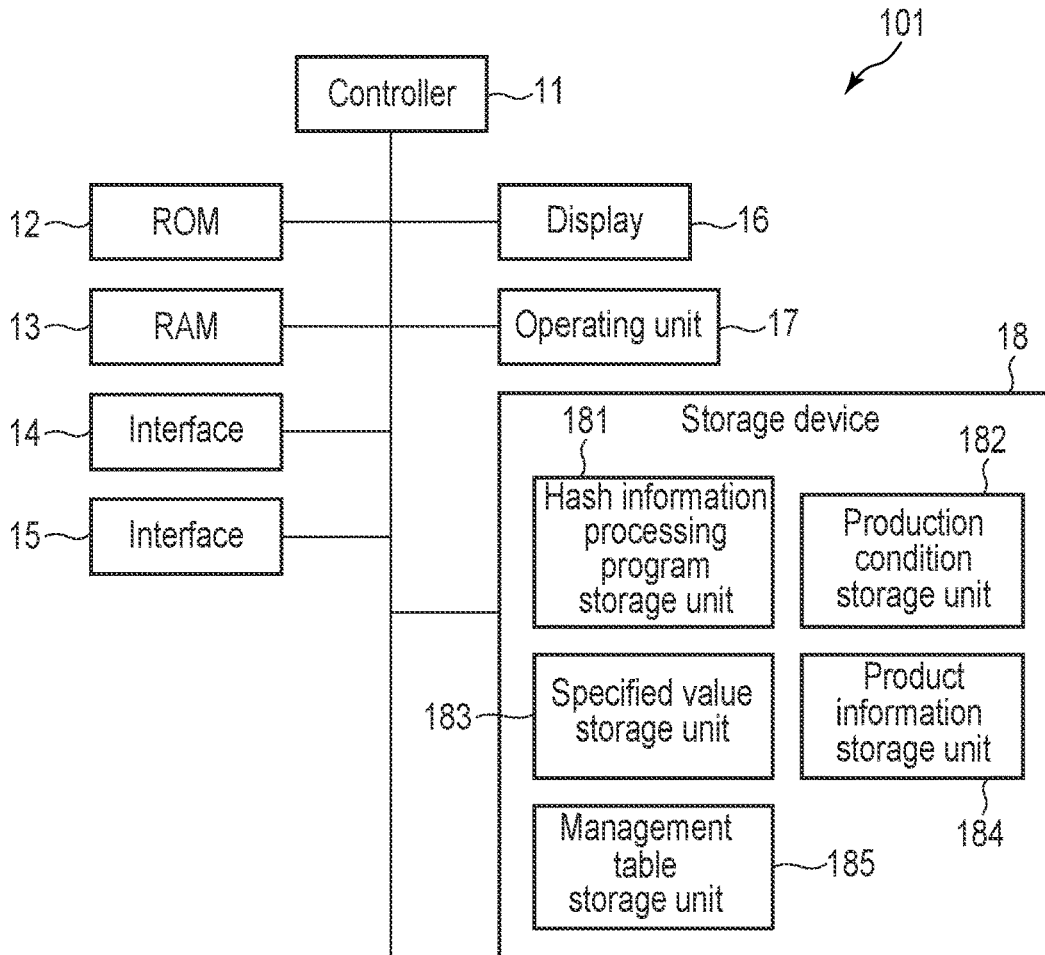 101
Controller
11
12
ROM
Display
16
13
RAM
Operating unit
17
18
14
Interface
Storage device
181
182
15
Interface
Hash information
processing
program
storage unit
Production
condition
storage unit
183
Specified value
storage unit
Product
information
storage unit
184
Management
table
storage unit
185